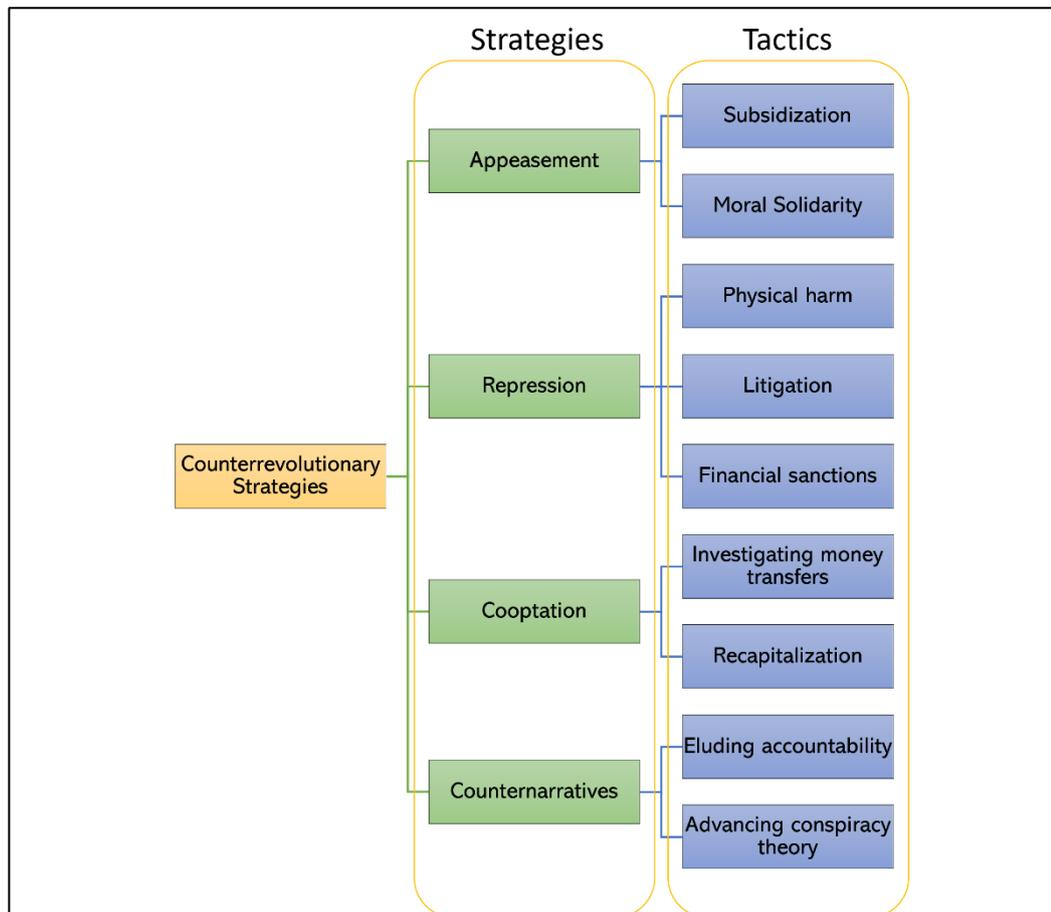 Strategies
Tactics
Subsidization
Appeasement
Moral Solidarity
Physical harm
Repression
Litigation
Counterrevolutionary
Strategies
Financial sanctions
Investigating money
transfers
Cooptation
Recapitalization
Eluding accountability
Counternarratives
Advancing conspiracy
theory